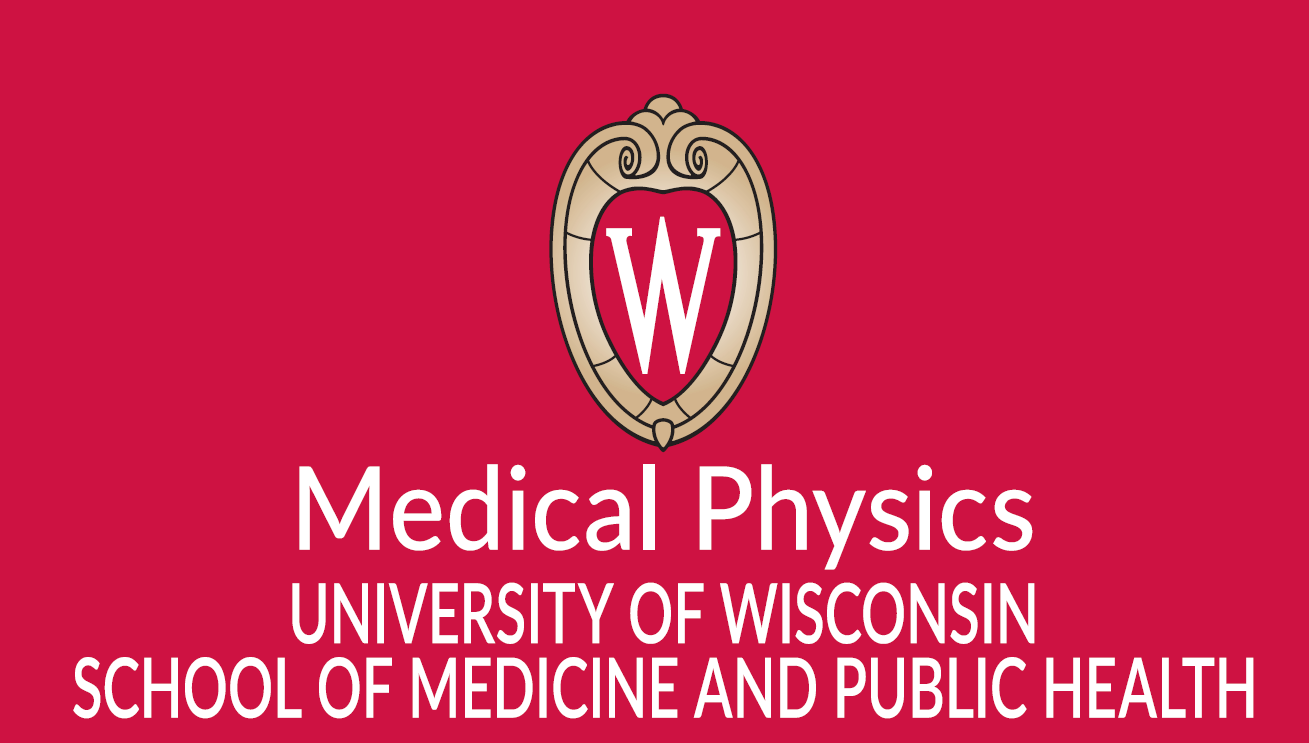 W
Medical Physics
UNIVERSITY OF WISCONSIN
SCHOOL OF MEDICINE AND PUBLIC HEALTH